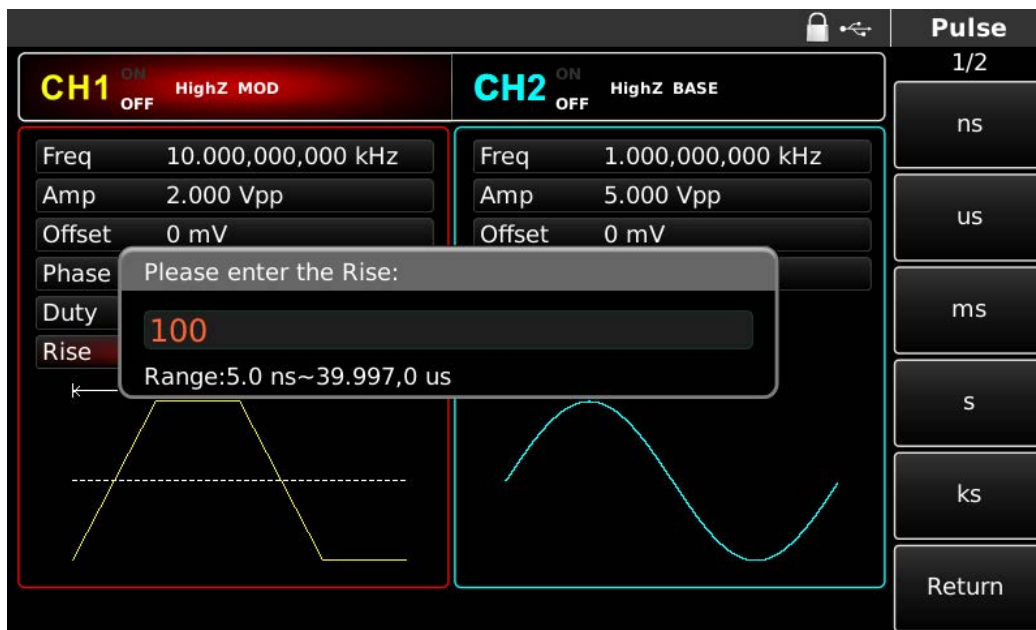 Pulse
1/2
CH1 ON OFF HighZ MOD
CH2 ON OFF HighZ BASE
Freq 10.000,000,000 kHz
Amp 2.000 Vpp
Offset 0 mV
Phase
Duty
Rise
Freq 1.000,000,000 kHz
Amp 5.000 Vpp
Offset 0 mV
Please enter the Rise:
100
Range:5.0 ns~39.997,0 us
ns
us
ms
s
ks
Return